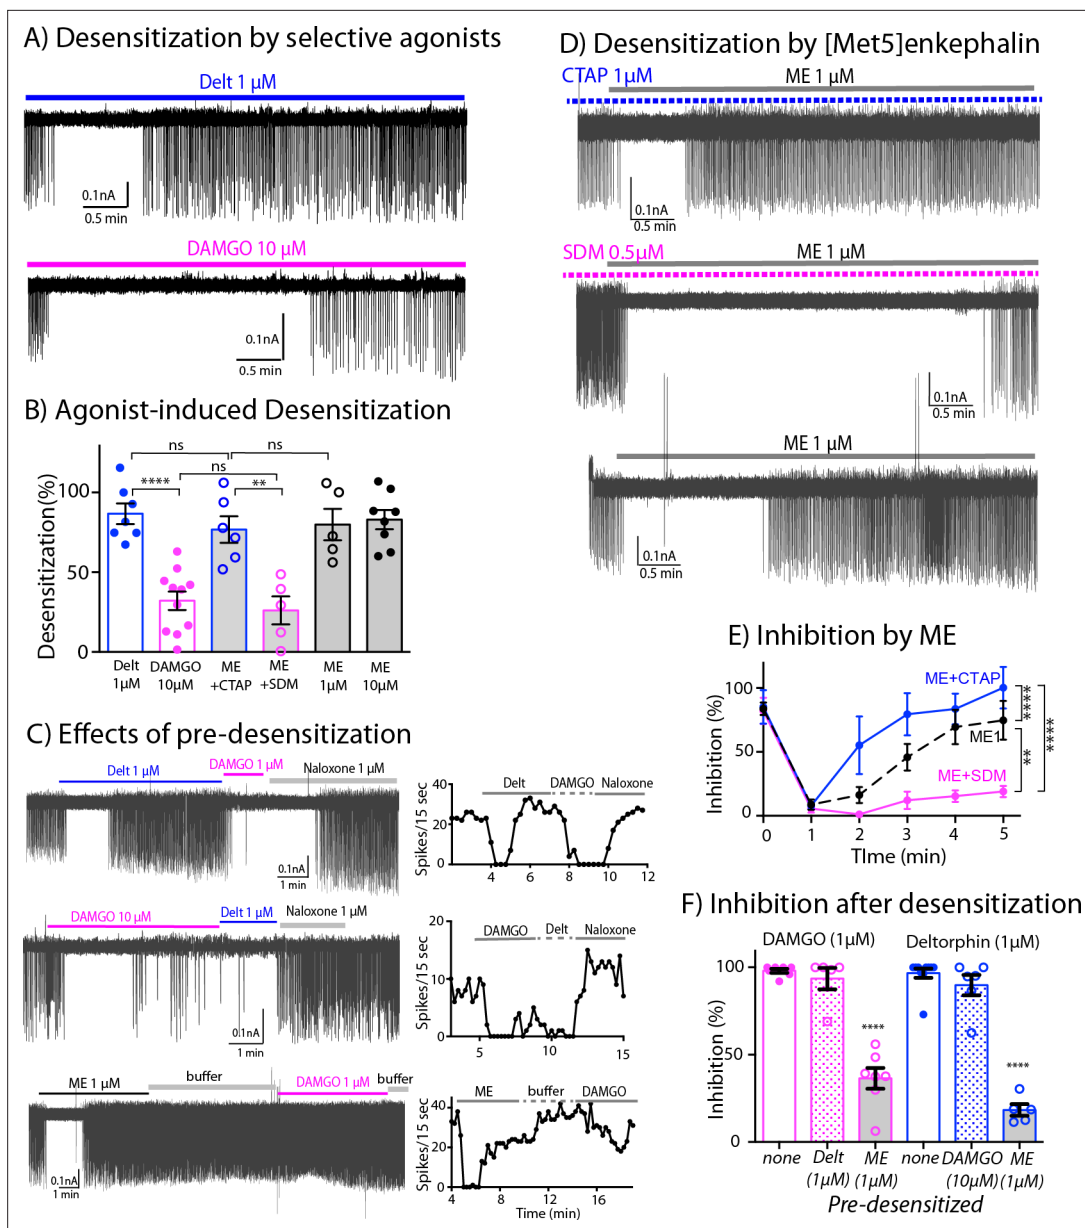 A) Desensitization by selective agonists
Delt 1 µM
0.1nA
0.5 min
DAMGO 10 µM
0.1nA
0.5 min
B) Agonist-induced Desensitization
ns
ns
ns
****
**
Desensitization(%)
100
50
0
Delt
1µM
DAMGO
10µM
ME
+CTAP
ME
+SDM
ME
1µM
ME
10µM
C) Effects of pre-desensitization
Delt 1 µM
DAMGO 1 µM
Naloxone 1 µM
0.1nA
1 min
Spikes/15 sec
40
20
0
Delt
DAMGO
Naloxone
4
6
8
10
12
DAMGO 10 µM
Delt 1 µM
Naloxone 1 µM
0.1nA
1 min
Spikes/15 sec
20
10
0
DAMGO
Delt
Naloxone
5
10
15
ME 1 µM
buffer
DAMGO 1 µM
buffer
0.1nA
1 min
Spikes/15 sec
40
20
0
ME
buffer
DAMGO
4
8
12
16
Time (min)
D) Desensitization by [Met5]enkephalin
CTAP 1µM
ME 1 µM
0.1nA
0.5 min
SDM 0.5µM
ME 1 µM
0.1nA
0.5 min
ME 1 µM
0.1nA
0.5 min
E) Inhibition by ME
Inhibition (%)
100
50
0
ME+CTAP
ME1
ME+SDM
****
**
****
0
1
2
3
4
5
TIme (min)
F) Inhibition after desensitization
DAMGO (1µM)
Deltorphin (1µM)
Inhibition (%)
100
50
0
****
****
none
Delt
(1µM)
ME
(1µM)
none
DAMGO
(10µM)
ME
(1µM)
Pre-desensitized